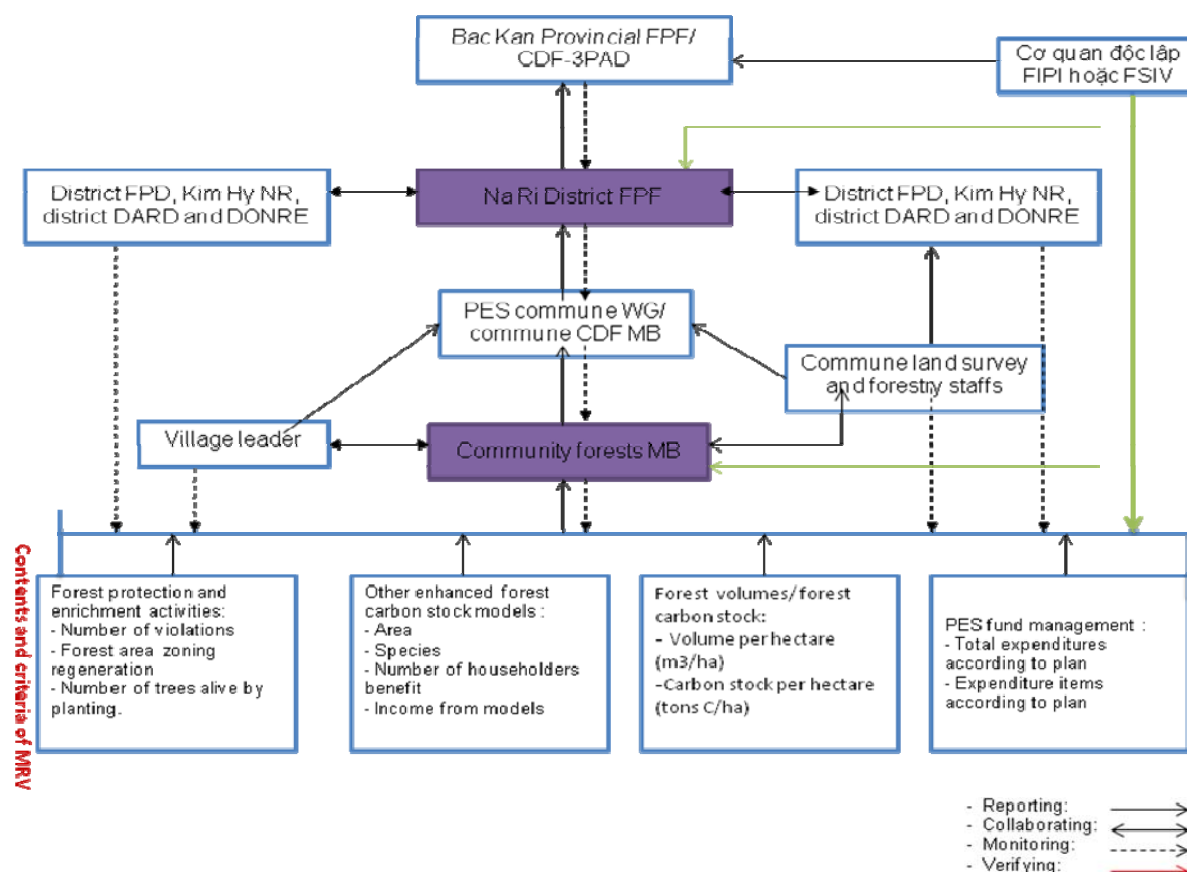 Bac Kan Provincial FPF/
CDF-3PAD
Cơ quan độc lập
FIPI hoặc FSIV
District FPD, Kim Hy NR,
district DARD and DONRE
Na Ri District FPF
District FPD, Kim Hy NR,
district DARD and DONRE
PES commune WG/
commune CDF MB
Commune land survey
and forestry staffs
Village leader
Community forests MB
Contents and criteria of MRV
Forest protection and
enrichment activities:
- Number of violations
- Forest area zoning
regeneration
- Number of trees alive by
planting.
Other enhanced forest
carbon stock models :
- Area
- Species
- Number of householders
benefit
- Income from models
Forest volumes/forest
carbon stock:
- Volume per hectare
(m3/ha)
-Carbon stock per hectare
(tons C/ha)
PES fund management :
- Total expenditures
according to plan
- Expenditure items
according to plan
- Reporting:
- Collaborating:
- Monitoring:
- Verifying: